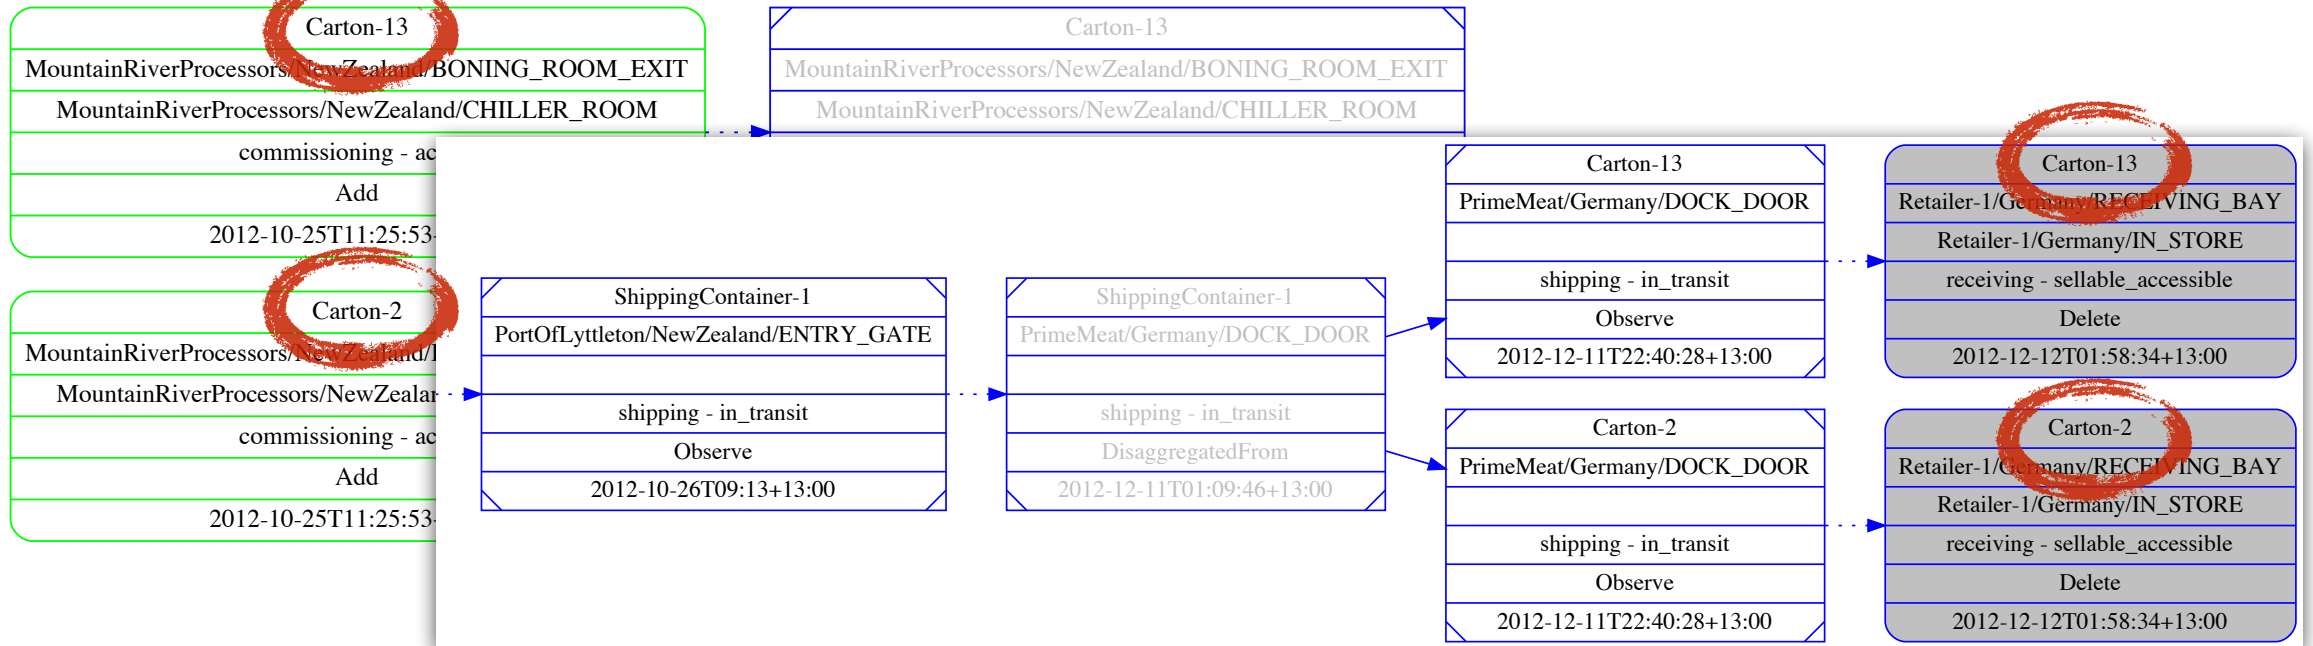 Carton-13
MountainRiverProcessors/NewZealand/BONING_ROOM_EXIT
MountainRiverProcessors/NewZealand/CHILLER_ROOM
commissioning - ac
Add
2012-10-25T11:25:53-
Carton-13
MountainRiverProcessors/NewZealand/BONING_ROOM_EXIT
MountainRiverProcessors/NewZealand/CHILLER_ROOM
Carton-2
MountainRiverProcessors/NewZealand/
MountainRiverProcessors/NewZealan
commissioning - ac
Add
2012-10-25T11:25:53-
ShippingContainer-1
PortOfLyttleton/NewZealand/ENTRY_GATE
shipping - in_transit
Observe
2012-10-26T09:13+13:00
ShippingContainer-1
PrimeMeat/Germany/DOCK_DOOR
shipping - in_transit
DisaggregatedFrom
2012-12-11T01:09:46+13:00
Carton-13
PrimeMeat/Germany/DOCK_DOOR
shipping - in_transit
Observe
2012-12-11T22:40:28+13:00
Carton-13
Retailer-1/Germany/RECEIVING_BAY
Retailer-1/Germany/IN_STORE
receiving - sellable_accessible
Delete
2012-12-12T01:58:34+13:00
Carton-2
PrimeMeat/Germany/DOCK_DOOR
shipping - in_transit
Observe
2012-12-11T22:40:28+13:00
Carton-2
Retailer-1/Germany/RECEIVING_BAY
Retailer-1/Germany/IN_STORE
receiving - sellable_accessible
Delete
2012-12-12T01:58:34+13:00